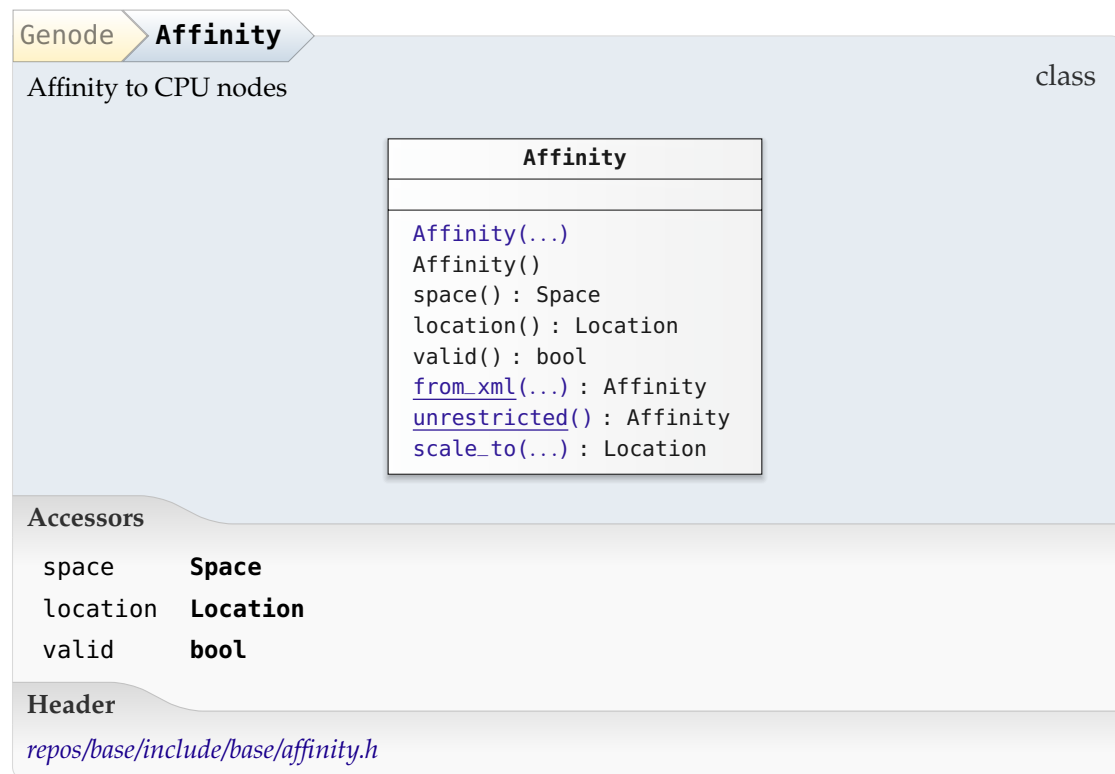 Genode Affinity
Affinity to CPU nodes
class
Affinity
Affinity(...)
Affinity()
space() : Space
location() : Location
valid() : bool
from_xml(...) : Affinity
unrestricted() : Affinity
scale_to(...) : Location
Accessors
space Space
location Location
valid bool
Header
repos/base/include/base/affinity.h